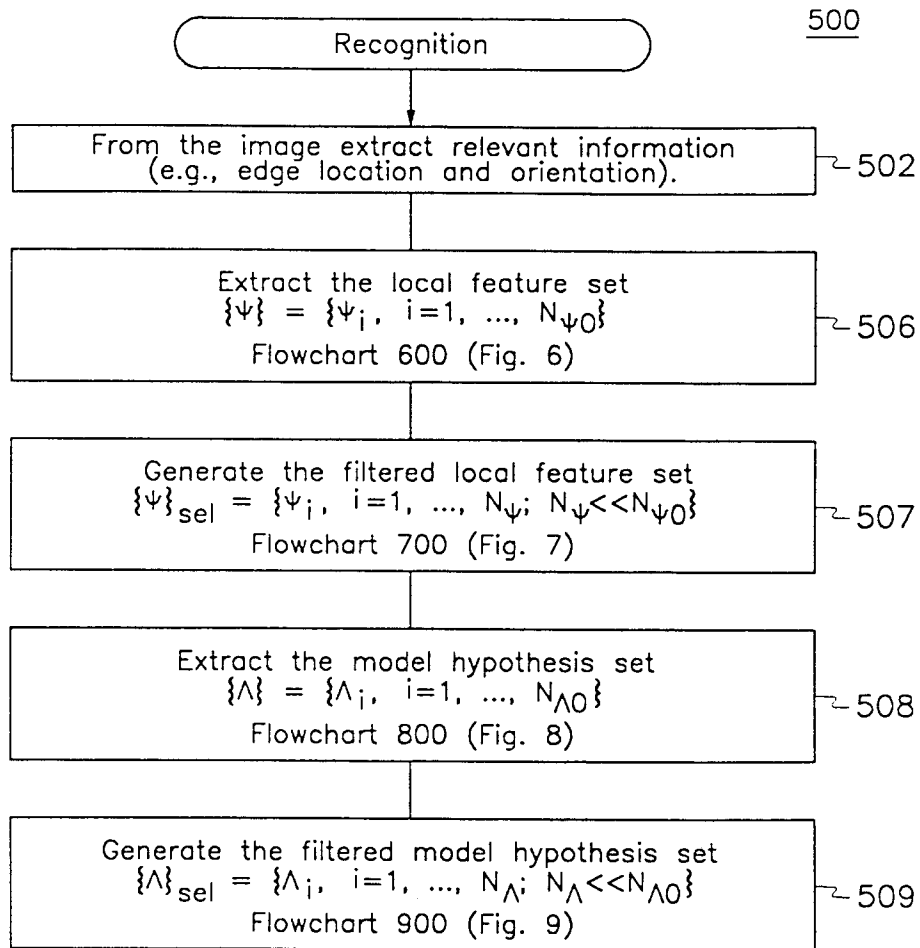 500
Recognition
From the image extract relevant information
(e.g., edge location and orientation).
502
Extract the local feature set
{Ψ} = {Ψi, i=1, ..., NΨ0}
Flowchart 600 (Fig. 6)
506
Generate the filtered local feature set
{Ψ}sel = {Ψi, i=1, ..., NΨ; NΨ<<NΨ0}
Flowchart 700 (Fig. 7)
507
Extract the model hypothesis set
{Λ} = {Λi, i=1, ..., NΛ0}
Flowchart 800 (Fig. 8)
508
Generate the filtered model hypothesis set
{Λ}sel = {Λi, i=1, ..., NΛ; NΛ<<NΛ0}
Flowchart 900 (Fig. 9)
509